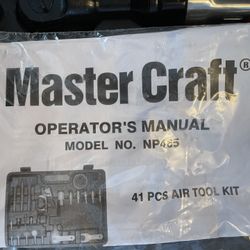 Master Craft®
OPERATOR'S MANUAL
MODEL NO. NP485
41 PCS AIR TOOL KIT